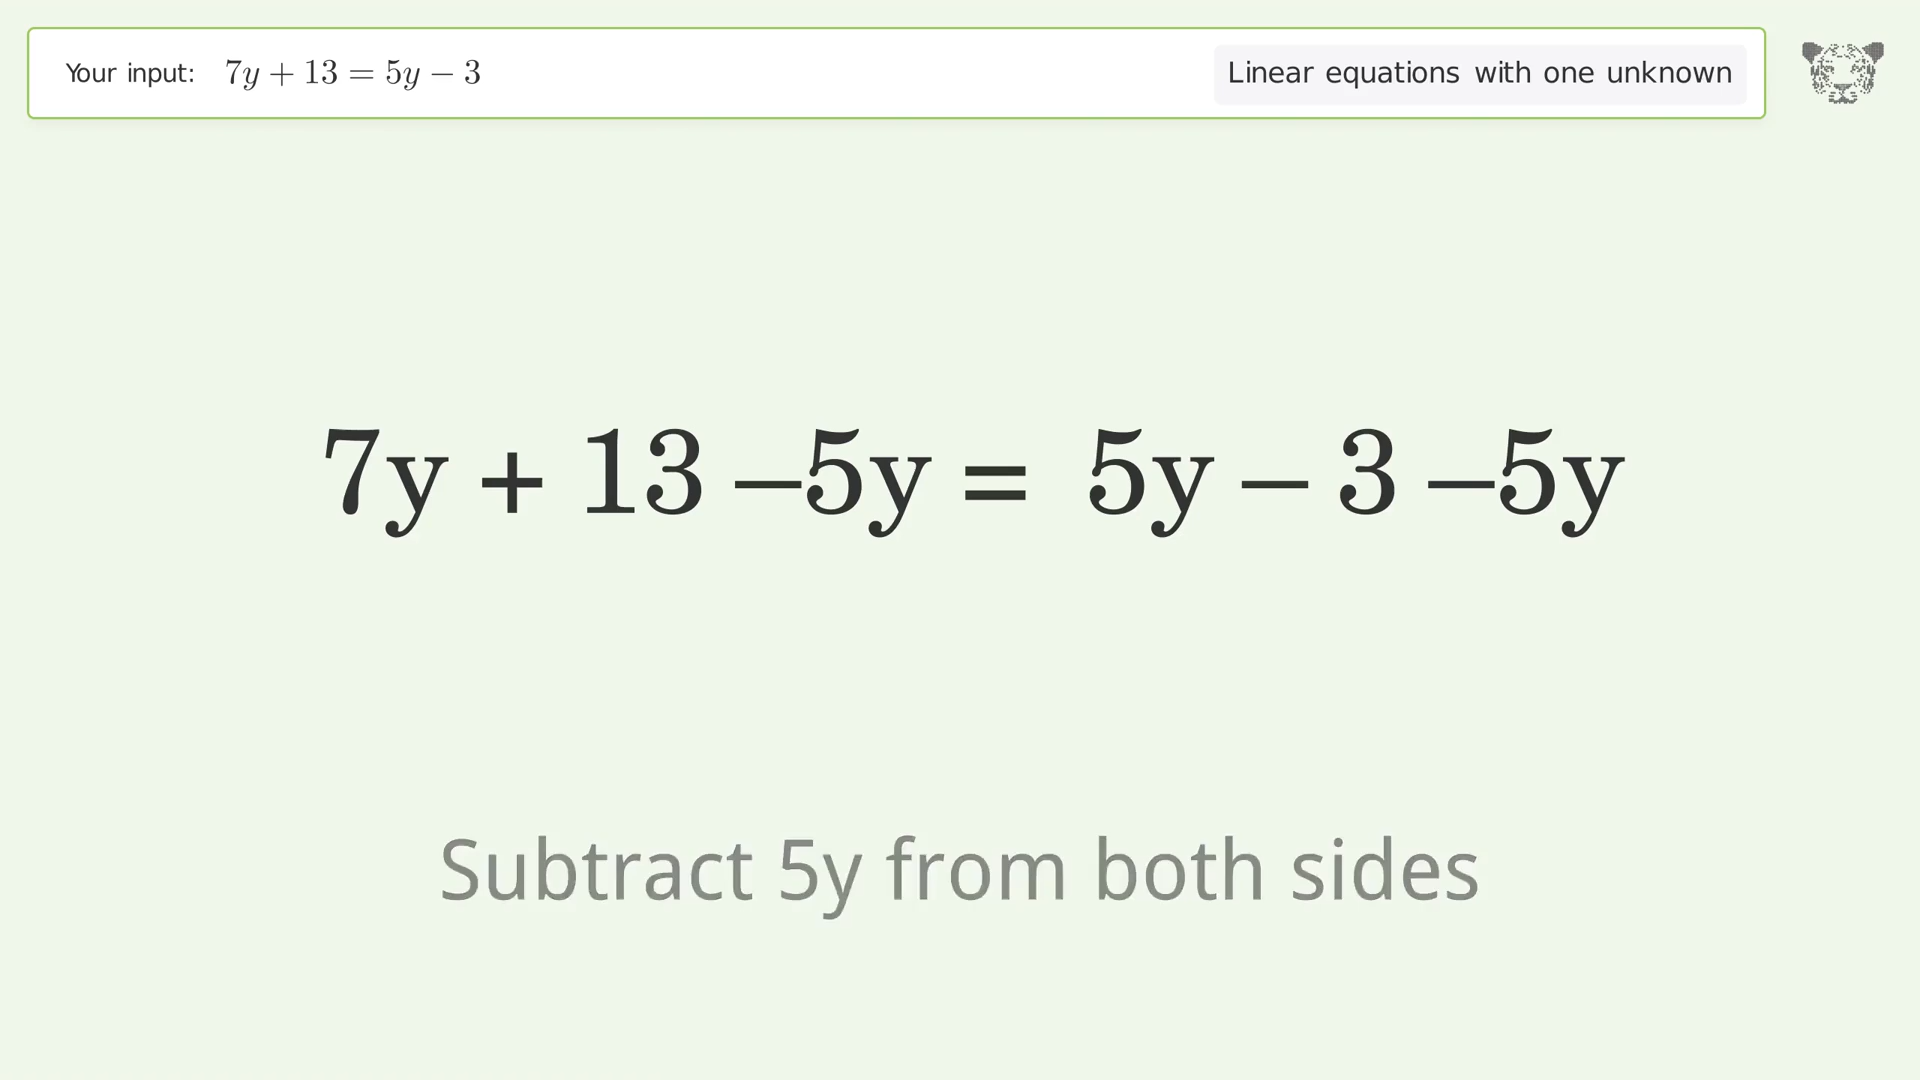 Your input: 7y + 13 = 5y − 3 Linear equations with one unknown
7y + 13 −5y = 5y − 3 −5y
Subtract 5y from both sides